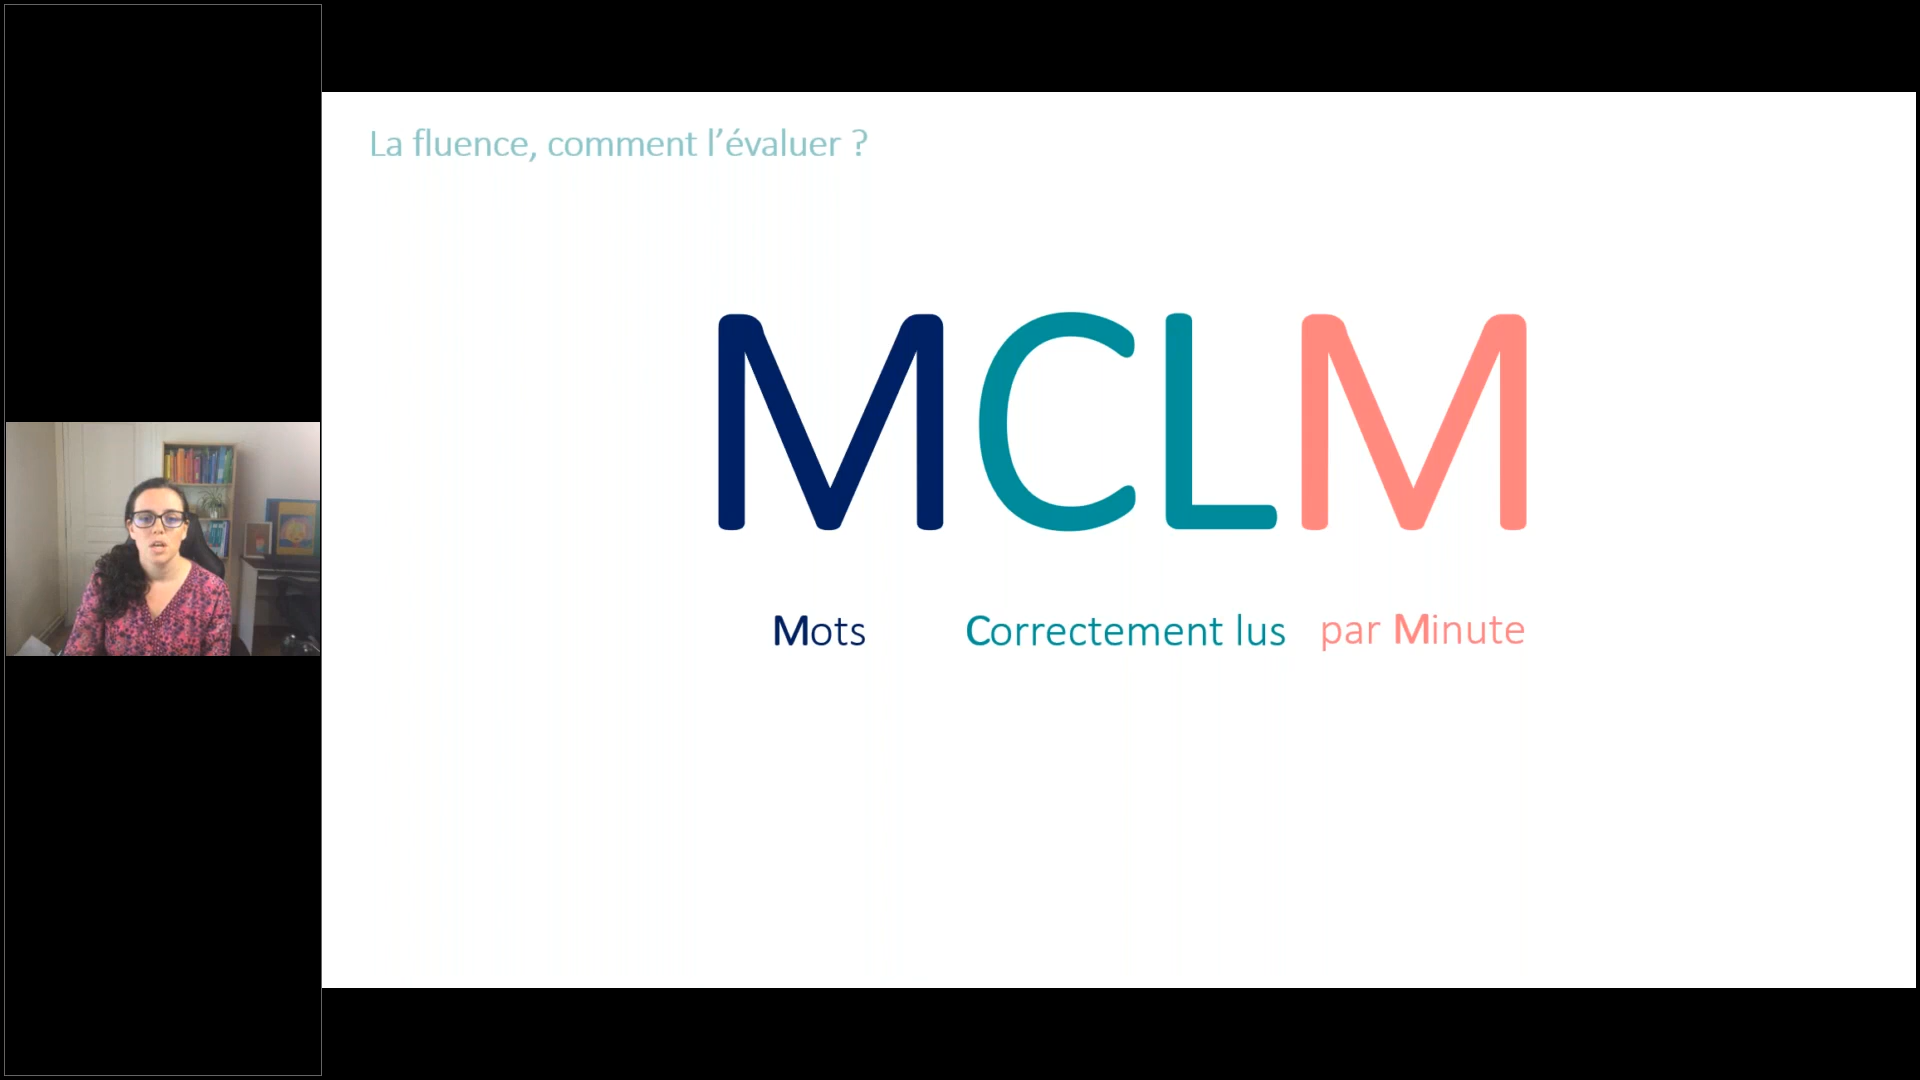 La fluence, comment l’évaluer ?
MCLM
Mots Correctement lus par Minute